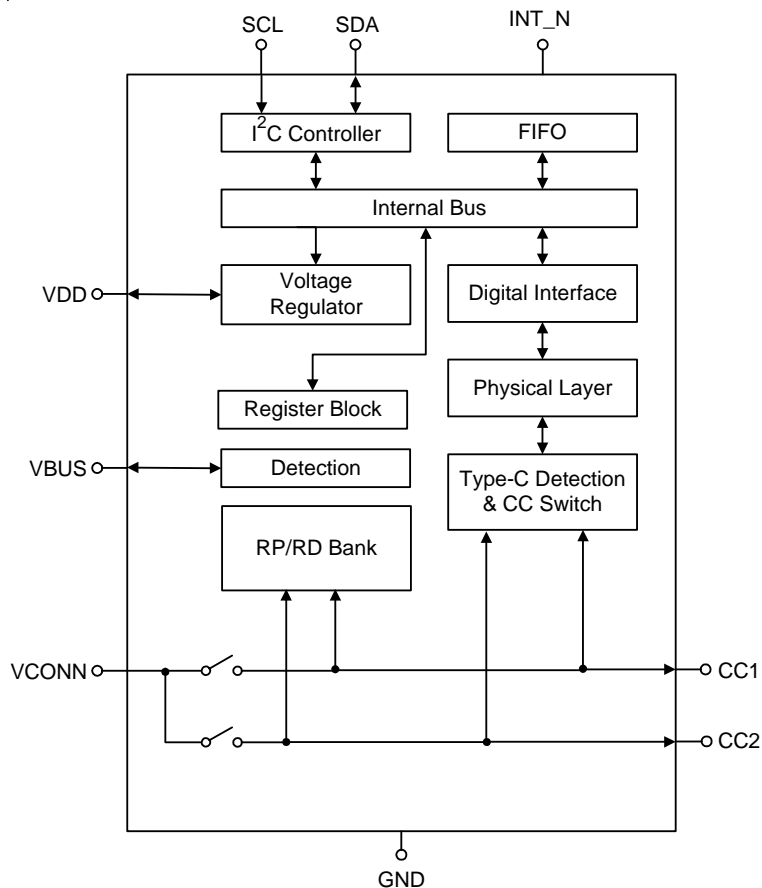 SCL
SDA
INT_N
I2C Controller
FIFO
Internal Bus
VDD
Voltage
Regulator
Digital Interface
Register Block
Physical Layer
VBUS
Detection
Type-C Detection
& CC Switch
RP/RD Bank
VCONN
CC1
CC2
GND